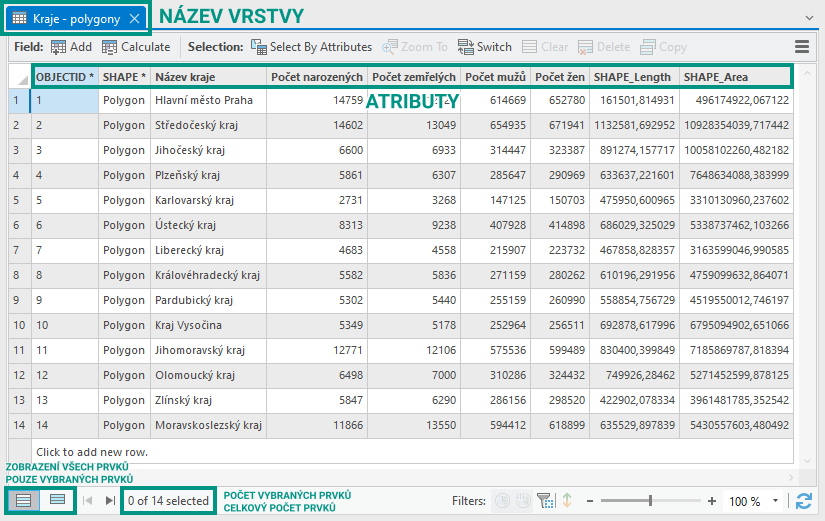 Kraje - polygony
NÁZEV VRSTVY
Field: Add Calculate Selection: Select By Attributes Zoom To Switch Clear Delete Copy
OBJECTID * SHAPE * Název kraje Počet narozených Počet zemřelých Počet mužů Počet žen SHAPE_Length SHAPE_Area
1 1 Polygon Hlavní město Praha 14759 614669 652780 161501,814931 496174922,067122
ATRIBUTY
2 2 Polygon Středočeský kraj 14602 13049 654935 671941 1132581,692952 10928354039,717442
3 3 Polygon Jihočeský kraj 6600 6933 314447 323387 891274,157717 10058102260,482182
4 4 Polygon Plzeňský kraj 5861 6307 285647 290969 633637,221601 7648634088,383999
5 5 Polygon Karlovarský kraj 2731 3268 147125 150703 475950,600965 3310130960,237602
6 6 Polygon Ústecký kraj 8313 9238 407928 414898 686029,325029 5338737462,103266
7 7 Polygon Liberecký kraj 4683 4558 215907 223732 467858,828357 3163599046,990585
8 8 Polygon Královéhradecký kraj 5582 5836 271159 280262 610196,291956 4759099632,864071
9 9 Polygon Pardubický kraj 5302 5440 255159 260990 558854,756729 4519550012,746197
10 10 Polygon Kraj Vysočina 5349 5178 252964 256511 692878,617996 6795094902,651066
11 11 Polygon Jihomoravský kraj 12771 12106 575536 599489 830400,399849 7185869787,818394
12 12 Polygon Olomoucký kraj 6498 7000 310286 324432 749926,28462 5271452599,878125
13 13 Polygon Zlínský kraj 5847 6290 286156 298520 422902,078334 3961481785,352542
14 14 Polygon Moravskoslezský kraj 11866 13550 594412 618899 635529,897839 5430557603,480492
Click to add new row.
ZOBRAZENÍ VŠECH PRVKŮ
POUZE VYBRANÝCH PRVKŮ
0 of 14 selected
POČET VYBRANÝCH PRVKŮ
CELKOVÝ POČET PRVKŮ
Filters: 100 %